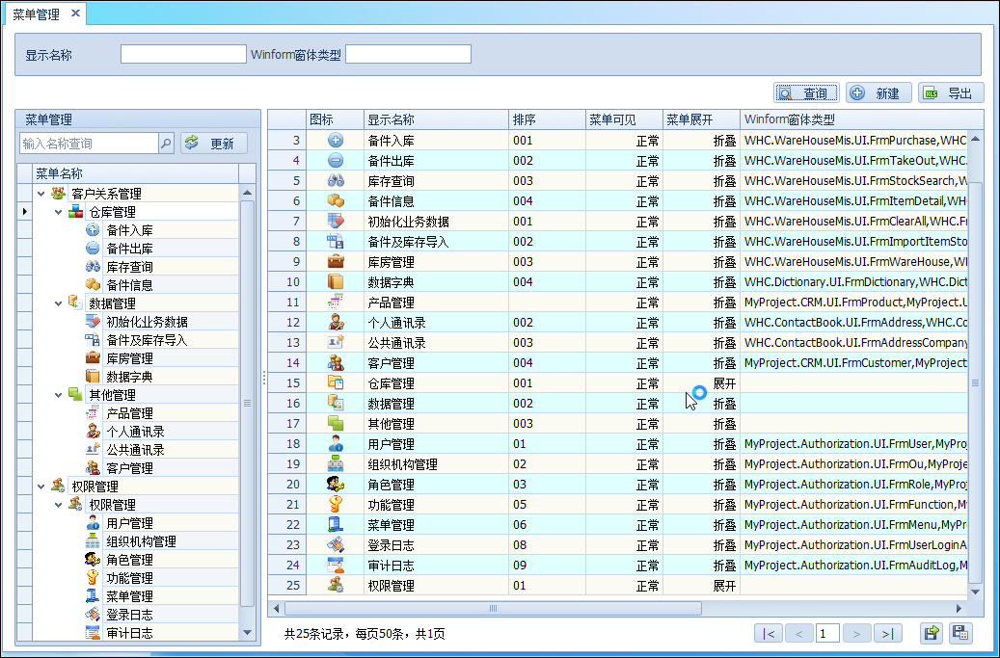 菜单管理
显示名称 Winform窗体类型
查询 新建 导出
菜单管理
输入名称查询 更新
菜单名称
客户关系管理
仓库管理
备件入库
备件出库
库存查询
备件信息
数据管理
初始化业务数据
备件及库存导入
库房管理
数据字典
其他管理
产品管理
个人通讯录
公共通讯录
客户管理
权限管理
权限管理
用户管理
组织机构管理
角色管理
功能管理
菜单管理
登录日志
审计日志
图标 显示名称 排序 菜单可见 菜单展开 Winform窗体类型
3 备件入库 001 正常 折叠 WHC.WareHouseMis.UI.FrmPurchase,WHC
4 备件出库 002 正常 折叠 WHC.WareHouseMis.UI.FrmTakeOut,WHC.
5 库存查询 003 正常 折叠 WHC.WareHouseMis.UI.FrmStockSearch,W
6 备件信息 004 正常 折叠 WHC.WareHouseMis.UI.FrmItemDetail,WH
7 初始化业务数据 001 正常 折叠 WHC.WareHouseMis.UI.FrmClearAll,WHC.Fr
8 备件及库存导入 002 正常 折叠 WHC.WareHouseMis.UI.FrmImportItemSto
9 库房管理 003 正常 折叠 WHC.WareHouseMis.UI.FrmWareHouse,WH
10 数据字典 004 正常 折叠 WHC.Dictionary.UI.FrmDictionary,WHC.Dict
11 产品管理 正常 折叠 MyProject.CRM.UI.FrmProduct,MyProject.U
12 个人通讯录 002 正常 折叠 WHC.ContactBook.UI.FrmAddress,WHC.Co
13 公共通讯录 003 正常 折叠 WHC.ContactBook.UI.FrmAddressCompany
14 客户管理 004 正常 折叠 MyProject.CRM.UI.FrmCustomer,MyProject
15 仓库管理 001 正常 展开
16 数据管理 002 正常 折叠
17 其他管理 003 正常 折叠
18 用户管理 01 正常 折叠 MyProject.Authorization.UI.FrmUser,MyProj
19 组织机构管理 02 正常 折叠 MyProject.Authorization.UI.FrmOu,MyProje
20 角色管理 03 正常 折叠 MyProject.Authorization.UI.FrmRole,MyProj
21 功能管理 05 正常 折叠 MyProject.Authorization.UI.FrmFunction,M
22 菜单管理 06 正常 折叠 MyProject.Authorization.UI.FrmMenu,MyPr
23 登录日志 08 正常 折叠 MyProject.Authorization.UI.FrmUserLoginA
24 审计日志 09 正常 折叠 MyProject.Authorization.UI.FrmAuditLog,M
25 权限管理 01 正常 展开
共25条记录，每页50条，共1页 |< < 1 > >|